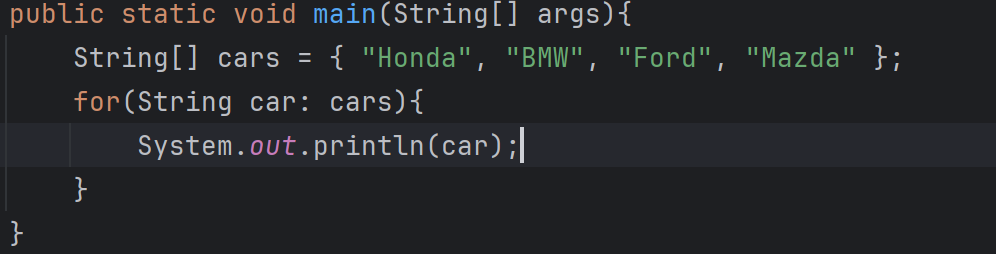 public static void main(String[] args){
    String[] cars = { "Honda", "BMW", "Ford", "Mazda" };
    for(String car: cars){
        System.out.println(car);
    }
}